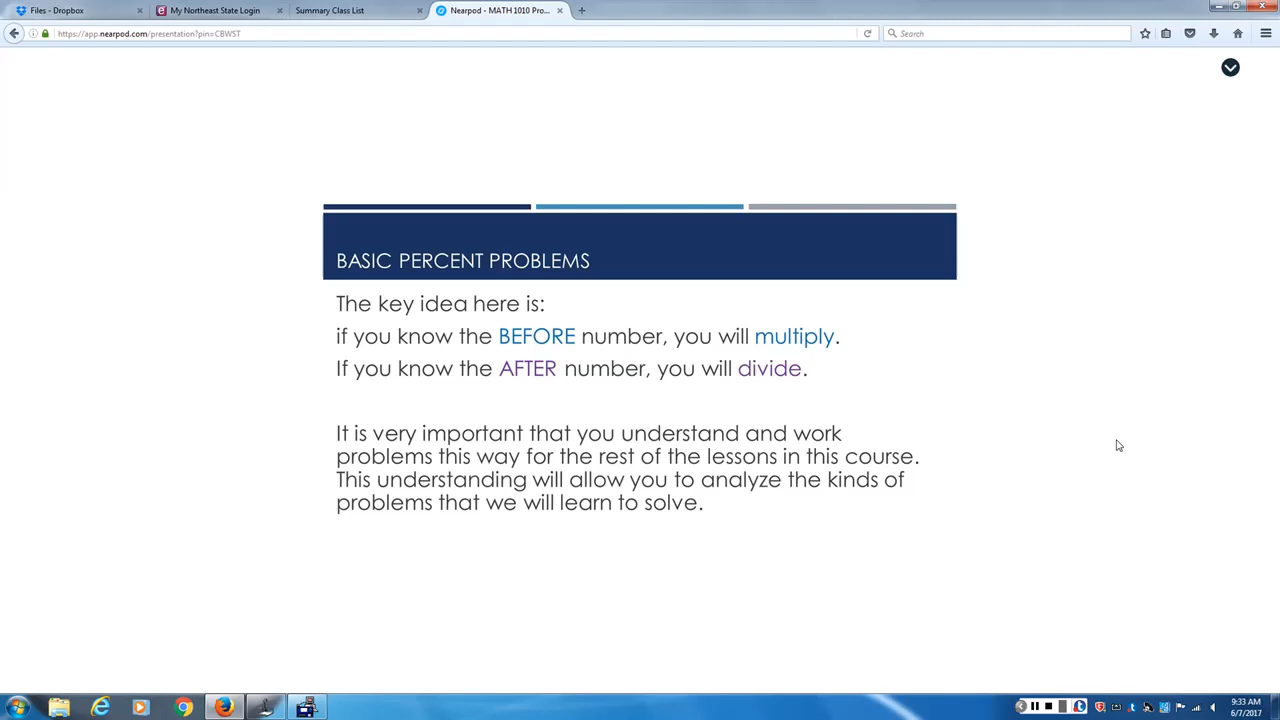 Files - Dropbox
My Northeast State Login
Summary Class List
Nearpod - MATH 1010 Pro...
https://app.nearpod.com/presentation?pin=CBWST
Search
BASIC PERCENT PROBLEMS
The key idea here is:
if you know the BEFORE number, you will multiply.
If you know the AFTER number, you will divide.
It is very important that you understand and work
problems this way for the rest of the lessons in this course.
This understanding will allow you to analyze the kinds of
problems that we will learn to solve.
9:33 AM
6/7/2017